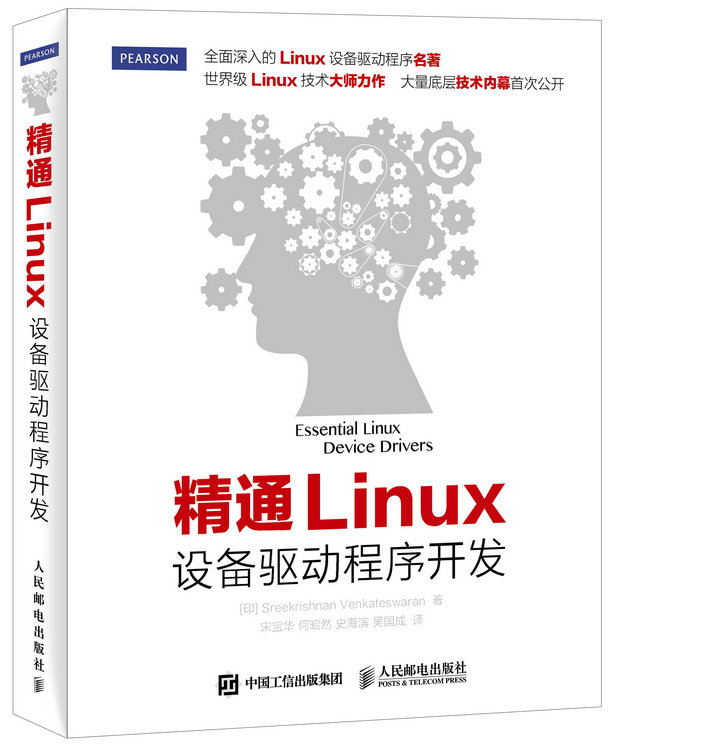 PEARSON
全面深入的 Linux 设备驱动程序名著
世界级 Linux 技术大师力作 大量底层技术内幕首次公开
Essential Linux
Device Drivers
精通 Linux
设备驱动程序开发
[印] Sreekrishnan Venkateswaran 著
宋宝华 何昭然 史海滨 吴国成 译
中国工信出版集团
人民邮电出版社
POSTS & TELECOM PRESS
PEARSON
精通 Linux 设备驱动程序开发
人民邮电出版社